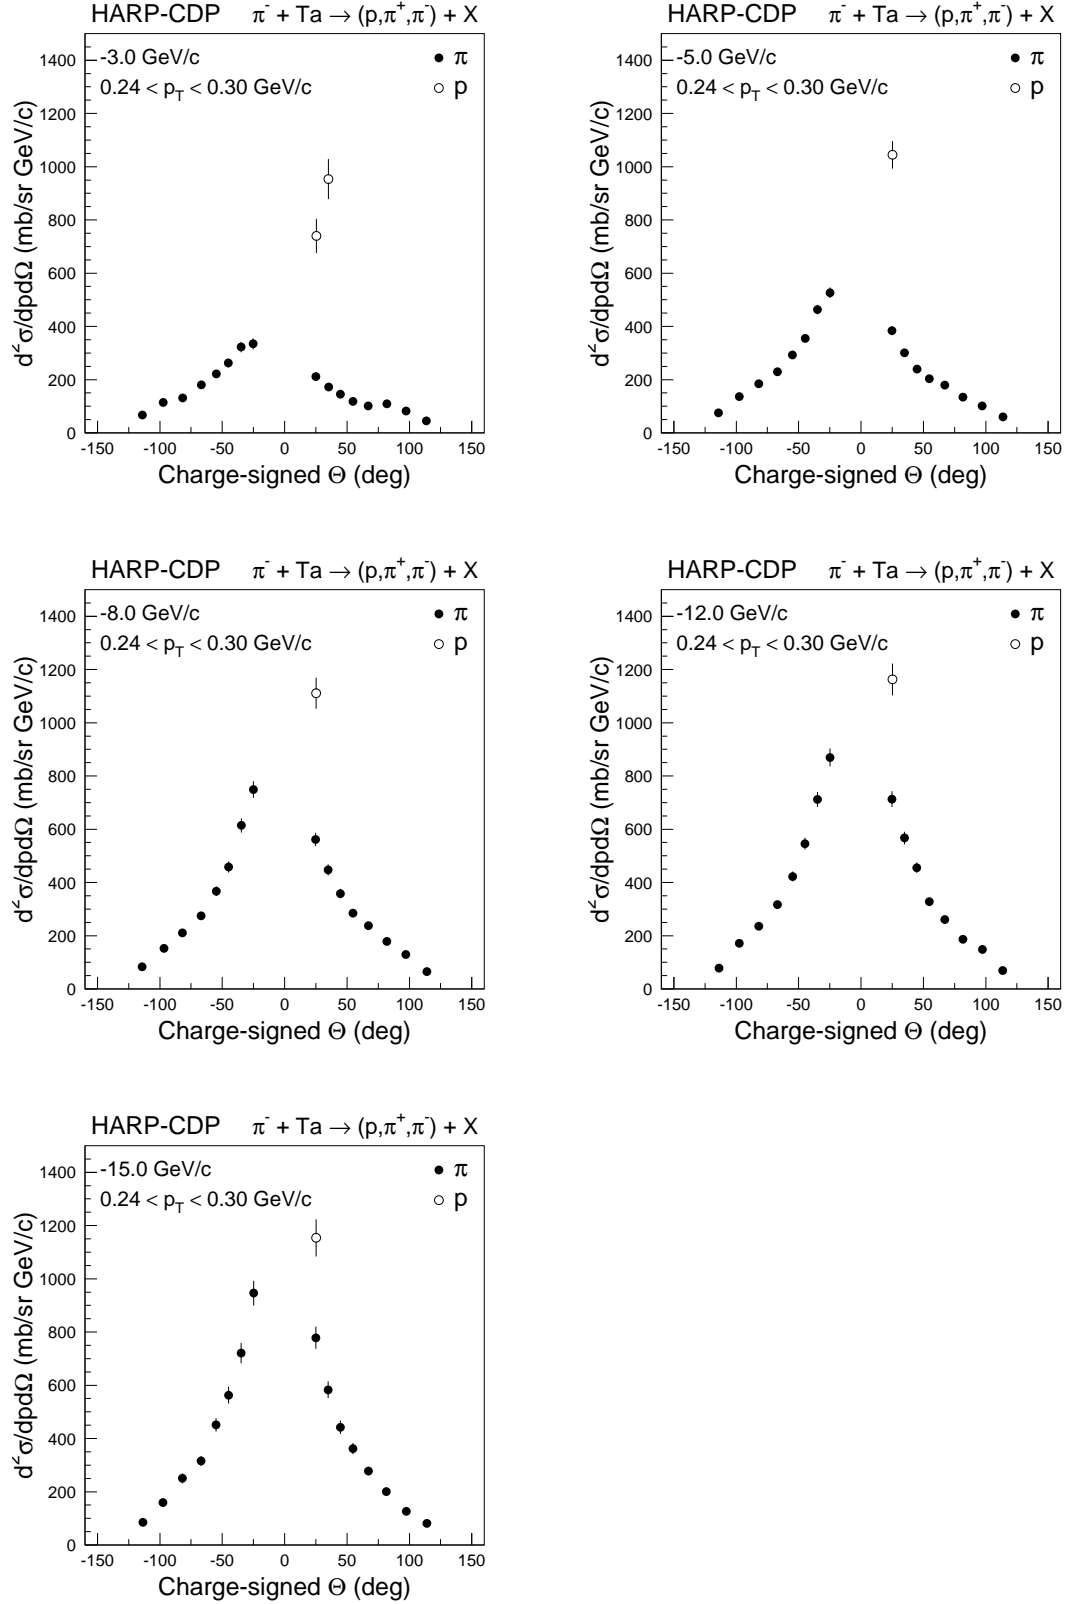 HARP-CDP π⁻ + Ta → (p,π⁺,π⁻) + X
-3.0 GeV/c π
0.24 < p_T < 0.30 GeV/c p
d²σ/dpdΩ (mb/sr GeV/c)
1400
1200
1000
800
600
400
200
0
-150 -100 -50 0 50 100 150
Charge-signed Θ (deg)
HARP-CDP π⁻ + Ta → (p,π⁺,π⁻) + X
-5.0 GeV/c π
0.24 < p_T < 0.30 GeV/c p
d²σ/dpdΩ (mb/sr GeV/c)
1400
1200
1000
800
600
400
200
0
-150 -100 -50 0 50 100 150
Charge-signed Θ (deg)
HARP-CDP π⁻ + Ta → (p,π⁺,π⁻) + X
-8.0 GeV/c π
0.24 < p_T < 0.30 GeV/c p
d²σ/dpdΩ (mb/sr GeV/c)
1400
1200
1000
800
600
400
200
0
-150 -100 -50 0 50 100 150
Charge-signed Θ (deg)
HARP-CDP π⁻ + Ta → (p,π⁺,π⁻) + X
-12.0 GeV/c π
0.24 < p_T < 0.30 GeV/c p
d²σ/dpdΩ (mb/sr GeV/c)
1400
1200
1000
800
600
400
200
0
-150 -100 -50 0 50 100 150
Charge-signed Θ (deg)
HARP-CDP π⁻ + Ta → (p,π⁺,π⁻) + X
-15.0 GeV/c π
0.24 < p_T < 0.30 GeV/c p
d²σ/dpdΩ (mb/sr GeV/c)
1400
1200
1000
800
600
400
200
0
-150 -100 -50 0 50 100 150
Charge-signed Θ (deg)